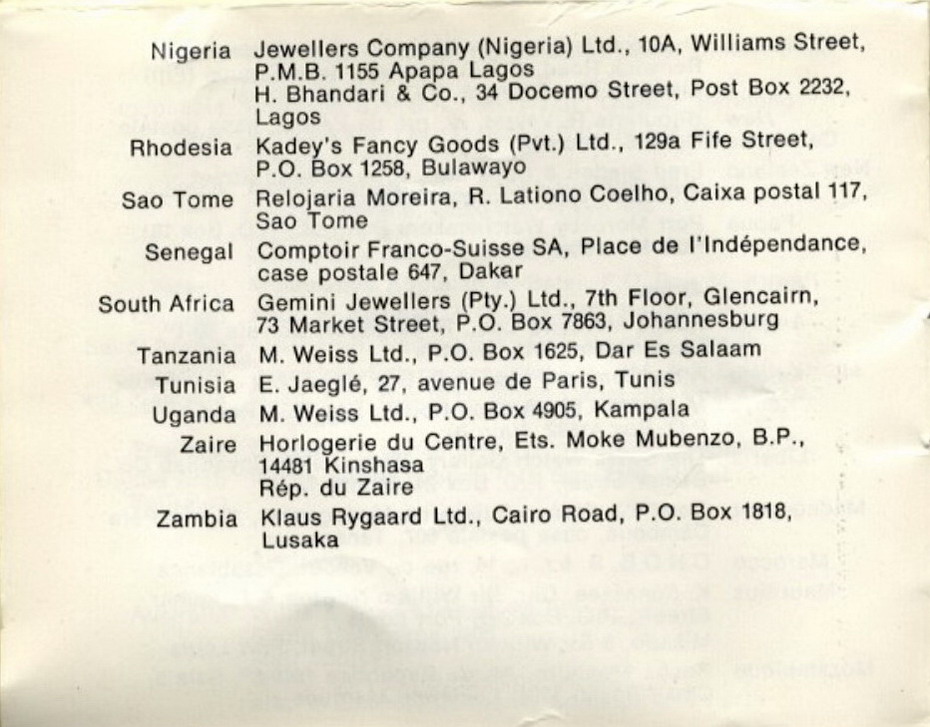 Nigeria Jewellers Company (Nigeria) Ltd., 10A, Williams Street,
P.M.B. 1155 Apapa Lagos
H. Bhandari & Co., 34 Docemo Street, Post Box 2232,
Lagos
Rhodesia Kadey's Fancy Goods (Pvt.) Ltd., 129a Fife Street,
P.O. Box 1258, Bulawayo
Sao Tome Relojaria Moreira, R. Lationo Coelho, Caixa postal 117,
Sao Tome
Senegal Comptoir Franco-Suisse SA, Place de l'Indépendance,
case postale 647, Dakar
South Africa Gemini Jewellers (Pty.) Ltd., 7th Floor, Glencairn,
73 Market Street, P.O. Box 7863, Johannesburg
Tanzania M. Weiss Ltd., P.O. Box 1625, Dar Es Salaam
Tunisia E. Jaeglé, 27, avenue de Paris, Tunis
Uganda M. Weiss Ltd., P.O. Box 4905, Kampala
Zaire Horlogerie du Centre, Ets. Moke Mubenzo, B.P.,
14481 Kinshasa
Rép. du Zaire
Zambia Klaus Rygaard Ltd., Cairo Road, P.O. Box 1818,
Lusaka